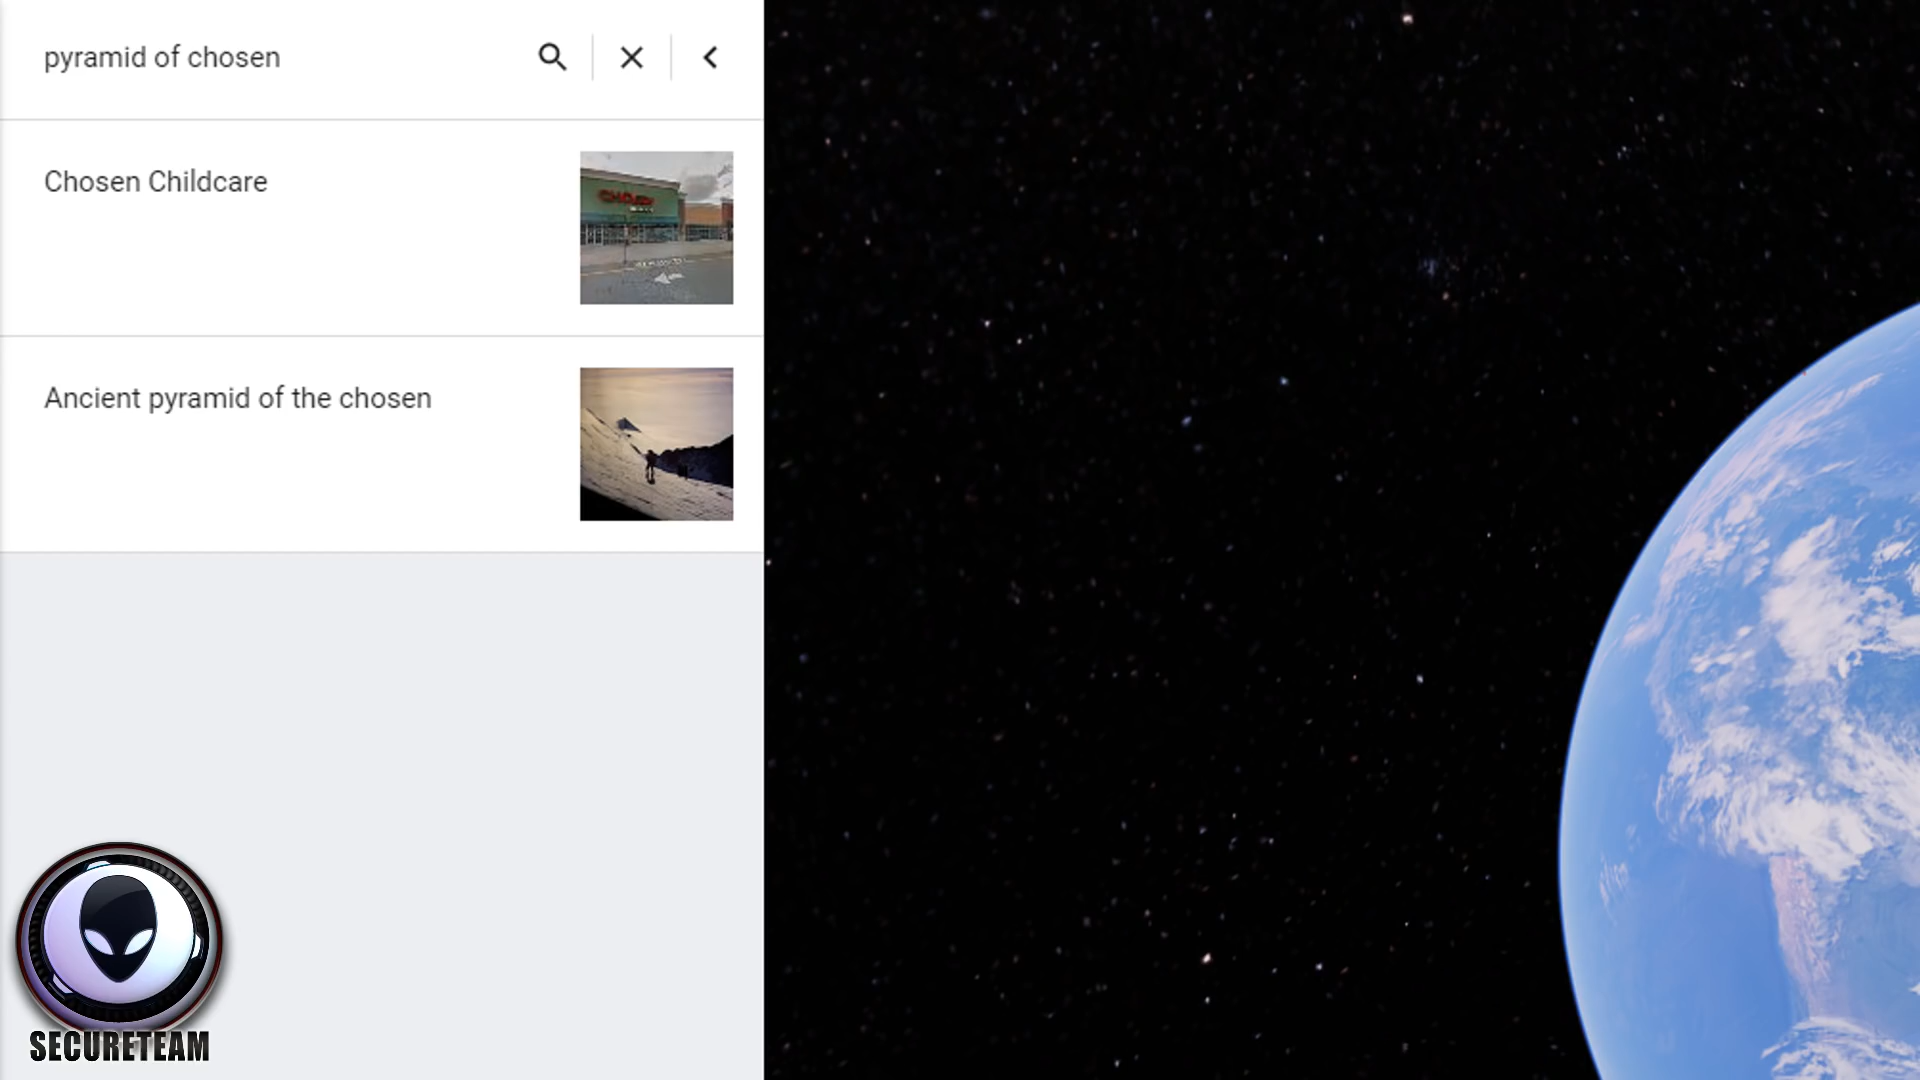 pyramid of chosen
Chosen Childcare
Ancient pyramid of the chosen
SECURETEAM